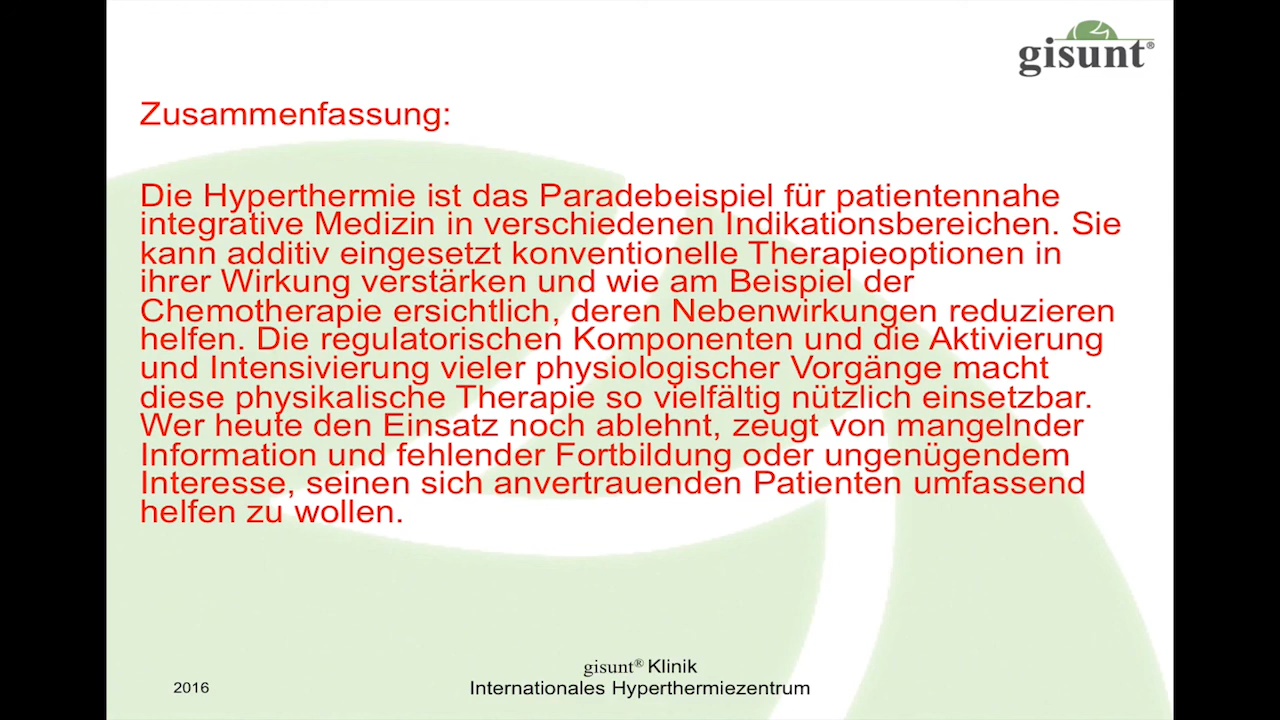 gisunt®
Zusammenfassung:
Die Hyperthermie ist das Paradebeispiel für patientennahe
integrative Medizin in verschiedenen Indikationsbereichen. Sie
kann additiv eingesetzt konventionelle Therapieoptionen in
ihrer Wirkung verstärken und wie am Beispiel der
Chemotherapie ersichtlich, deren Nebenwirkungen reduzieren
helfen. Die regulatorischen Komponenten und die Aktivierung
und Intensivierung vieler physiologischer Vorgänge macht
diese physikalische Therapie so vielfältig nützlich einsetzbar.
Wer heute den Einsatz noch ablehnt, zeugt von mangelnder
Information und fehlender Fortbildung oder ungenügendem
Interesse, seinen sich anvertrauenden Patienten umfassend
helfen zu wollen.
gisunt® Klinik
2016
Internationales Hyperthermiezentrum